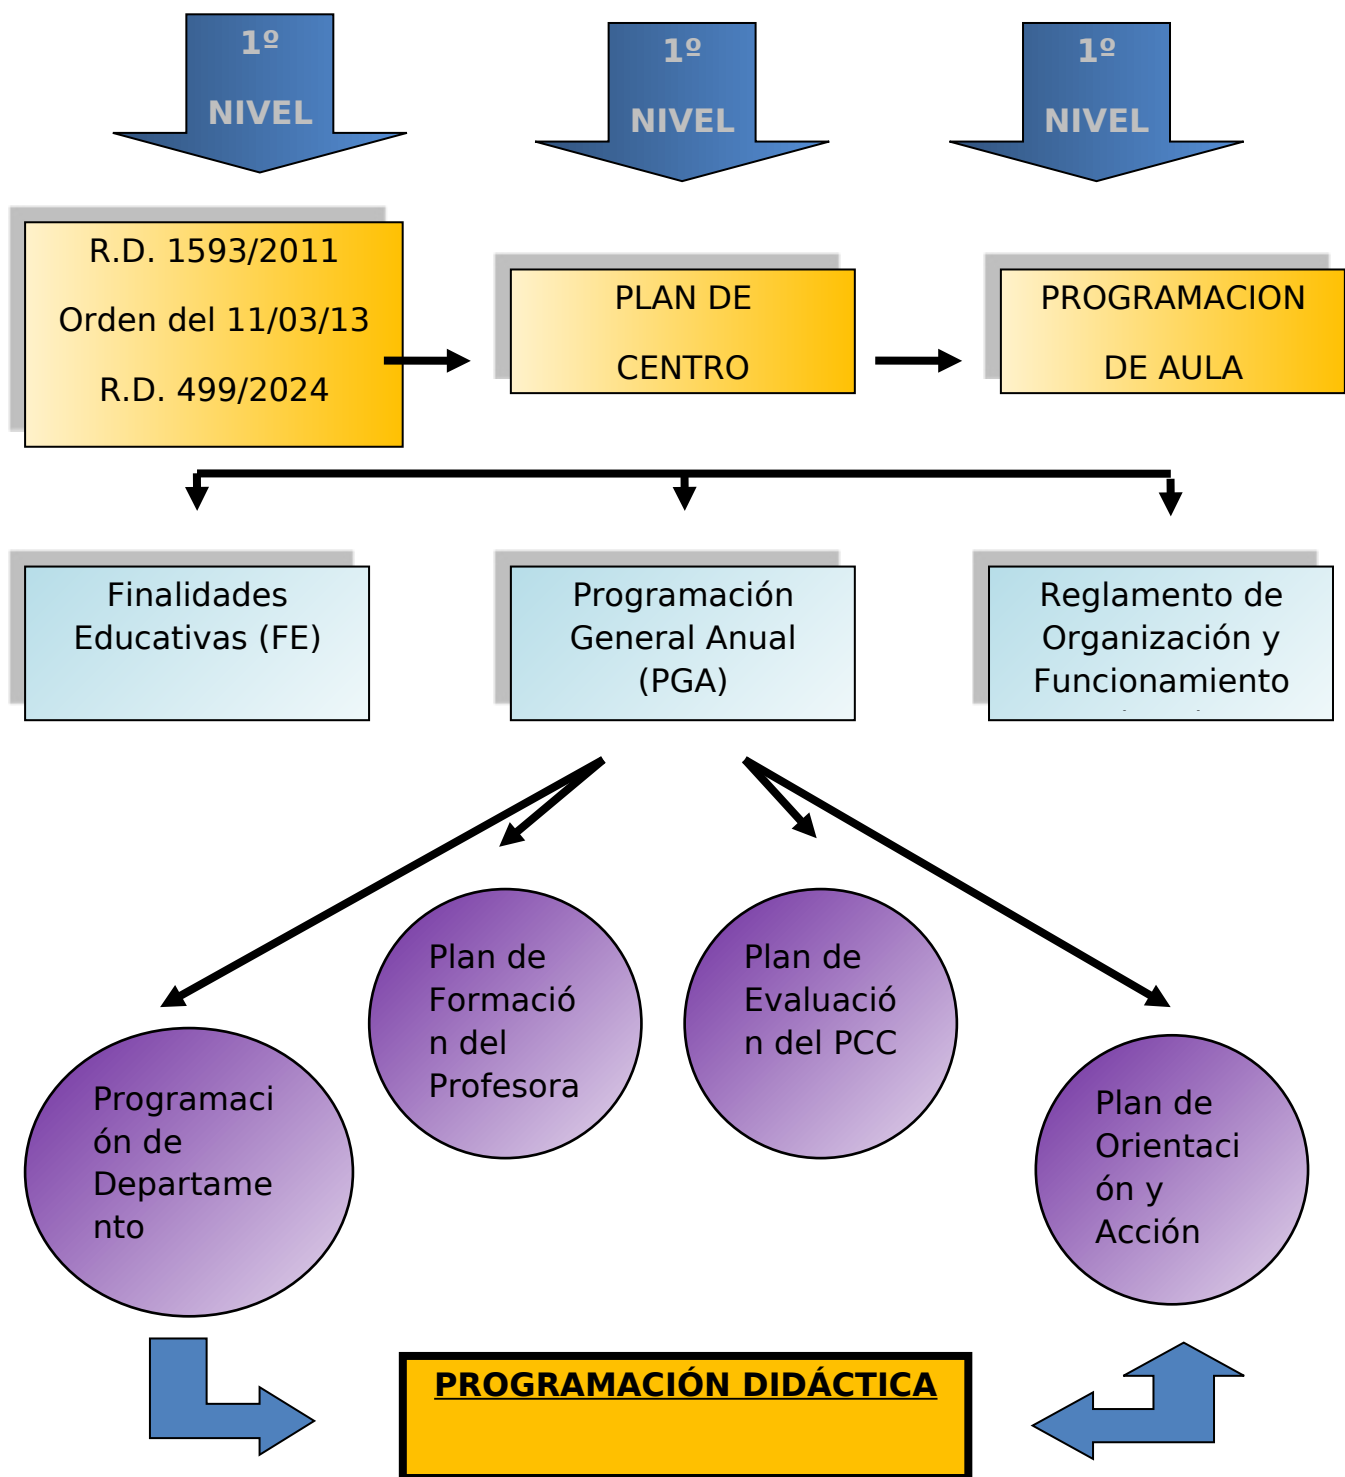 1º
NIVEL
1º
NIVEL
1º
NIVEL
R.D. 1593/2011
Orden del 11/03/13
R.D. 499/2024
PLAN DE
CENTRO
PROGRAMACION
DE AULA
Finalidades
Educativas (FE)
Programación
General Anual
(PGA)
Reglamento de
Organización y
Funcionamiento
Plan de
Formació
n del
Profesora
Plan de
Evaluació
n del PCC
Programaci
ón de
Departame
nto
Plan de
Orientaci
ón y
Acción
PROGRAMACIÓN DIDÁCTICA